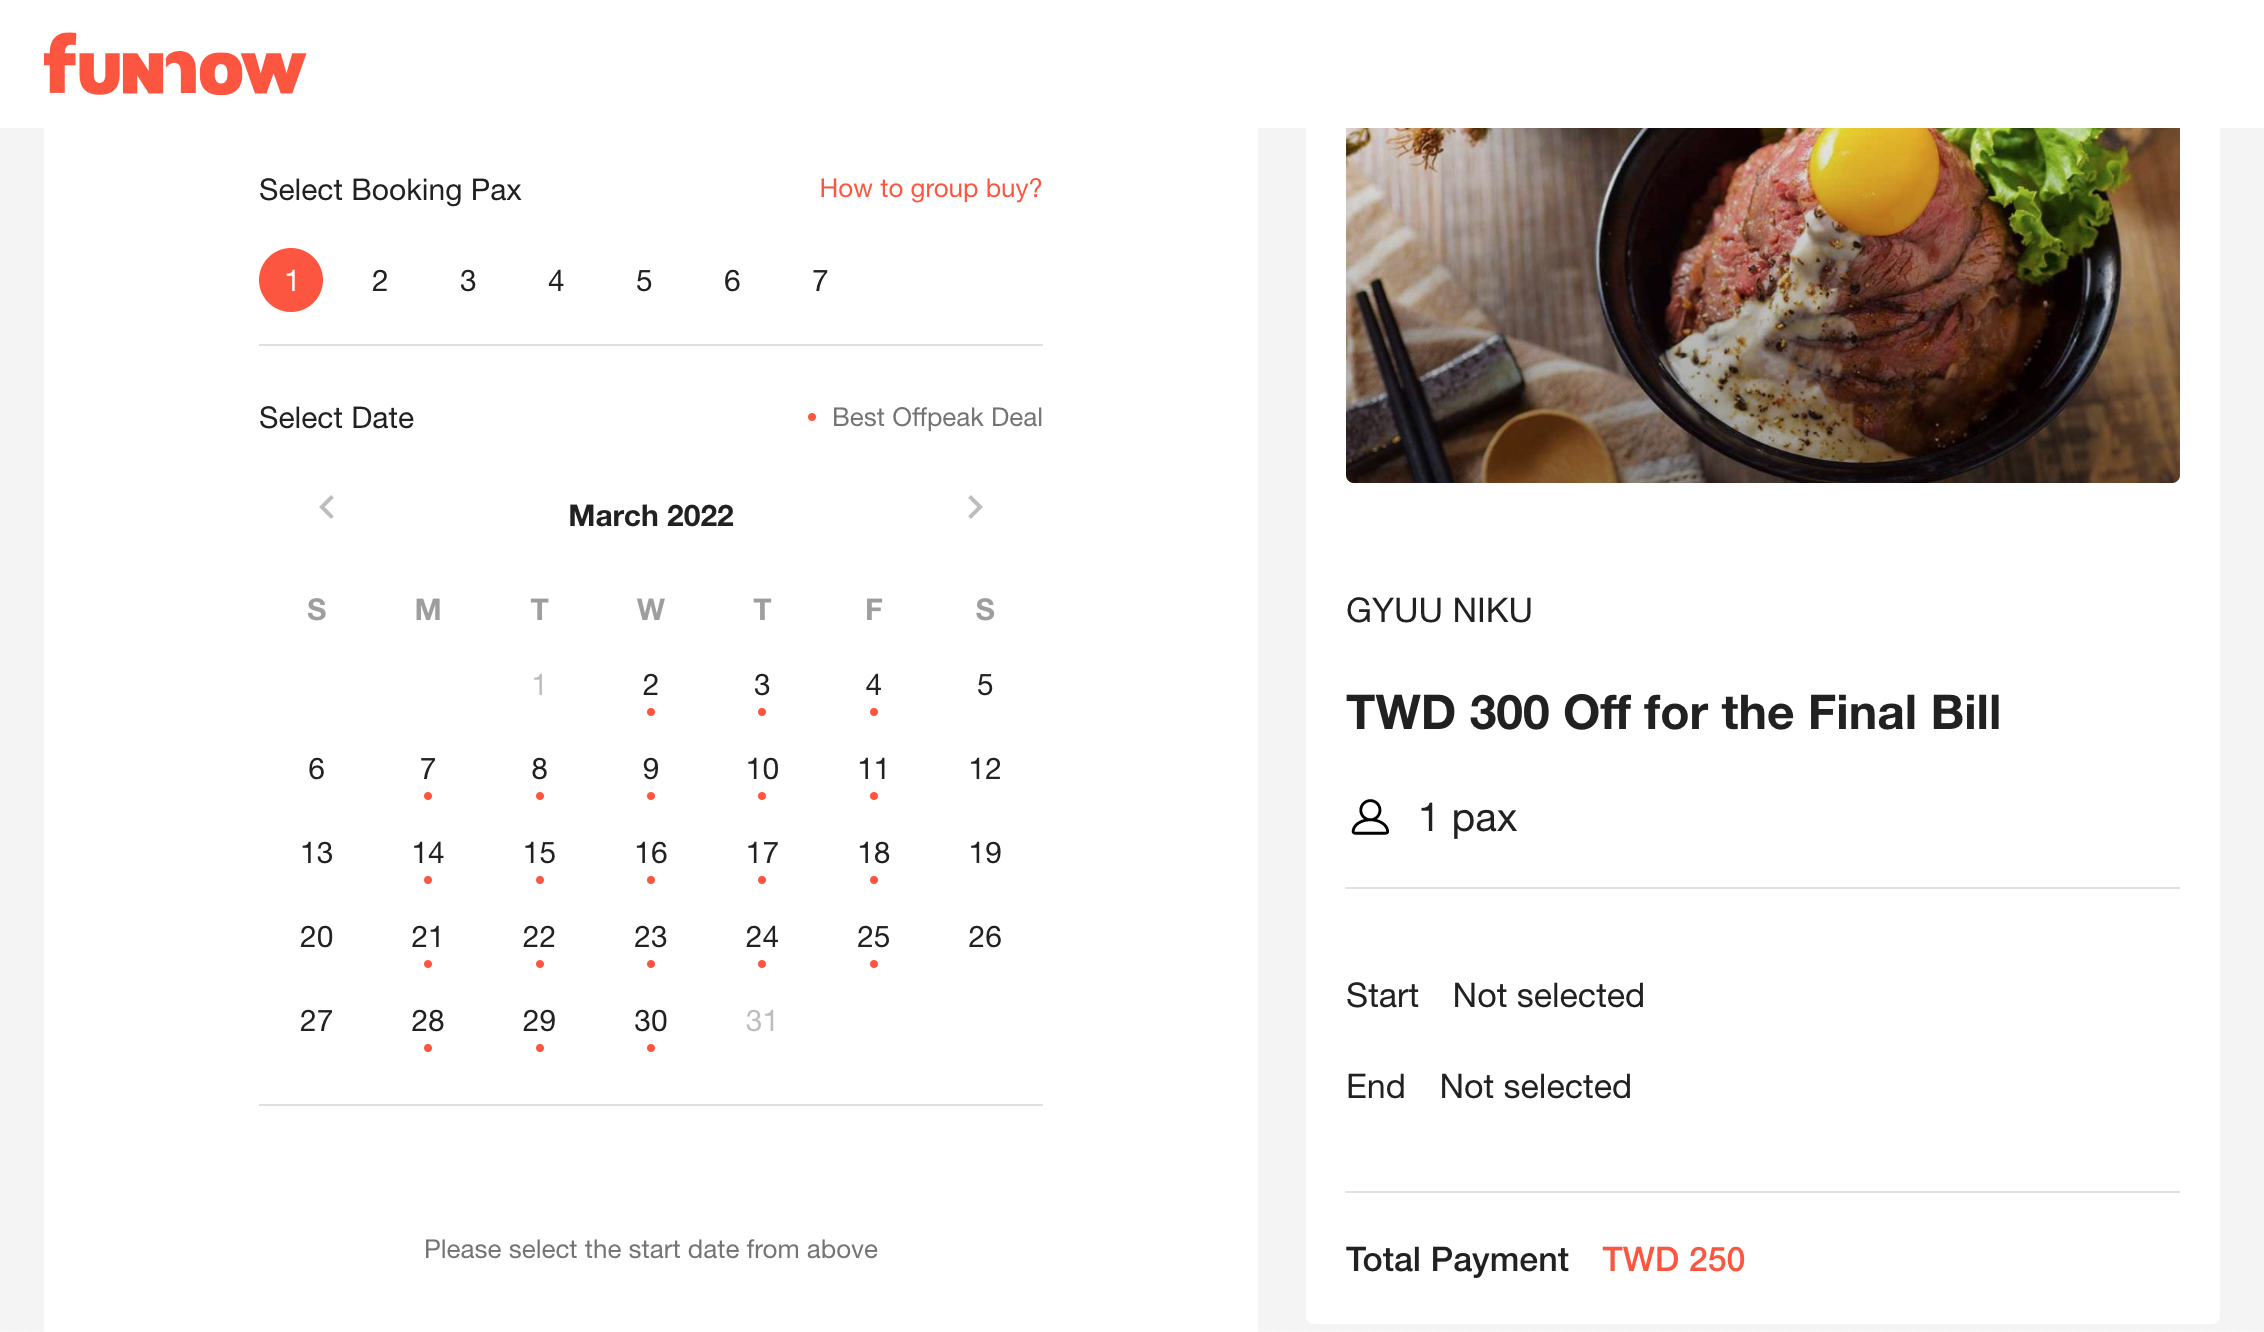 funnow
Select Booking Pax
How to group buy?
1 2 3 4 5 6 7
Select Date
Best Offpeak Deal
March 2022
S M T W T F S
1 2 3 4 5
6 7 8 9 10 11 12
13 14 15 16 17 18 19
20 21 22 23 24 25 26
27 28 29 30 31
Please select the start date from above
GYUU NIKU
TWD 300 Off for the Final Bill
1 pax
Start Not selected
End Not selected
Total Payment TWD 250